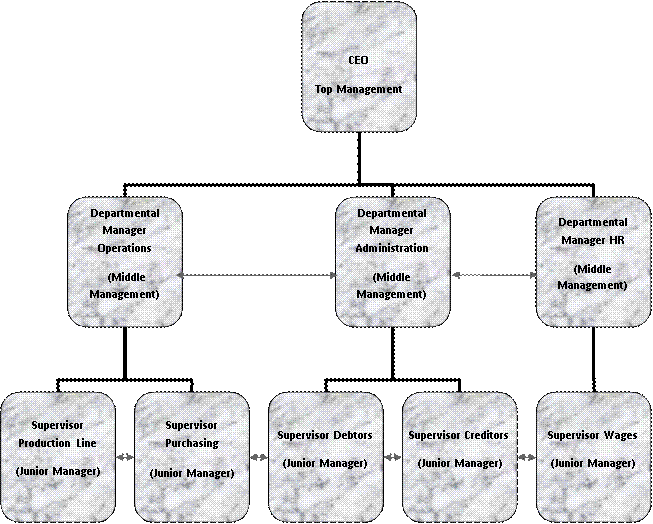 CEO
Top Management
Departmental
Manager
Operations
(Middle
Management)
Departmental
Manager
Administration
(Middle
Management)
Departmental
Manager HR
(Middle
Management)
Supervisor
Production Line
(Junior Manager)
Supervisor
Purchasing
(Junior Manager)
Supervisor Debtors
(Junior Manager)
Supervisor Creditors
(Junior Manager)
Supervisor Wages
(Junior Manager)